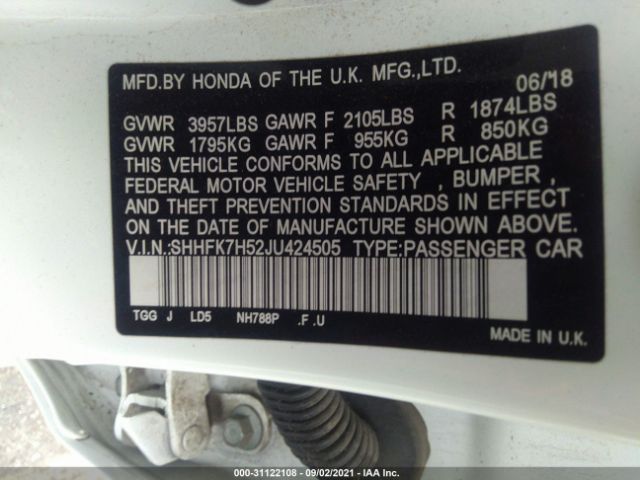 MFD.BY HONDA OF THE U.K. MFG.,LTD. 06/18
GVWR 3957LBS GAWR F 2105LBS R 1874LBS
GVWR 1795KG GAWR F 955KG R 850KG
THIS VEHICLE CONFORMS TO ALL APPLICABLE
FEDERAL MOTOR VEHICLE SAFETY , BUMPER ,
AND THEFT PREVENTION STANDARDS IN EFFECT
ON THE DATE OF MANUFACTURE SHOWN ABOVE.
V.I.N.:SHHFK7H52JU424505 TYPE:PASSENGER CAR
TGG J LD5 NH788P .F .U
MADE IN U.K.
000-31122108 - 09/02/2021 - IAA Inc.